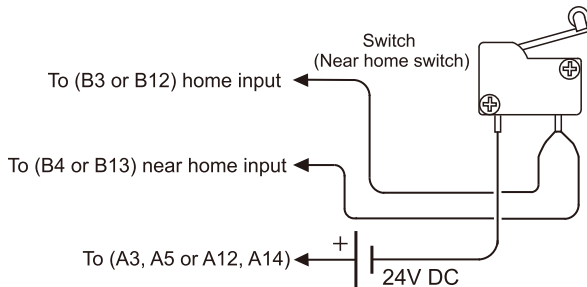 Switch
(Near home switch)
To (B3 or B12) home input
To (B4 or B13) near home input
To (A3, A5 or A12, A14)
+
24V DC